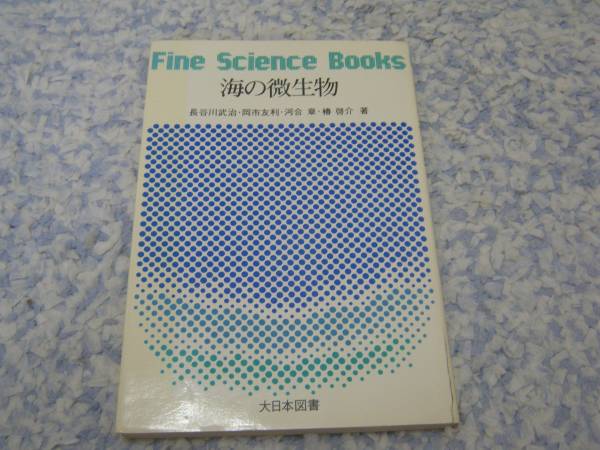 Fine Science Books
海の微生物
長谷川武治・岡市友利・河合 章・椿 啓介 著
大日本図書